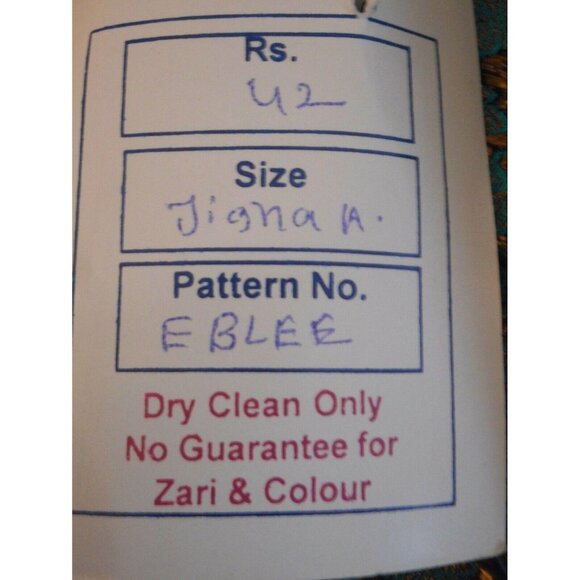 Rs.
42
Size
Jigna A.
Pattern No.
EBLEE
Dry Clean Only
No Guarantee for
Zari & Colour